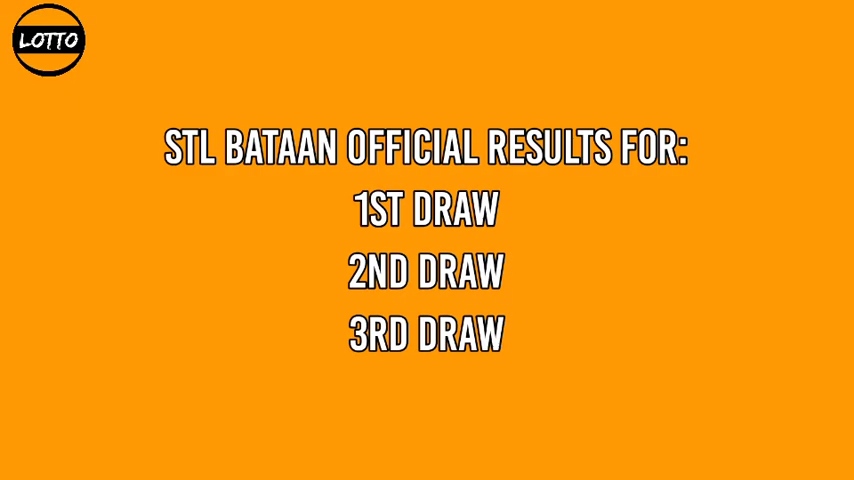 LOTTO
STL BATAAN OFFICIAL RESULTS FOR:
1ST DRAW
2ND DRAW
3RD DRAW